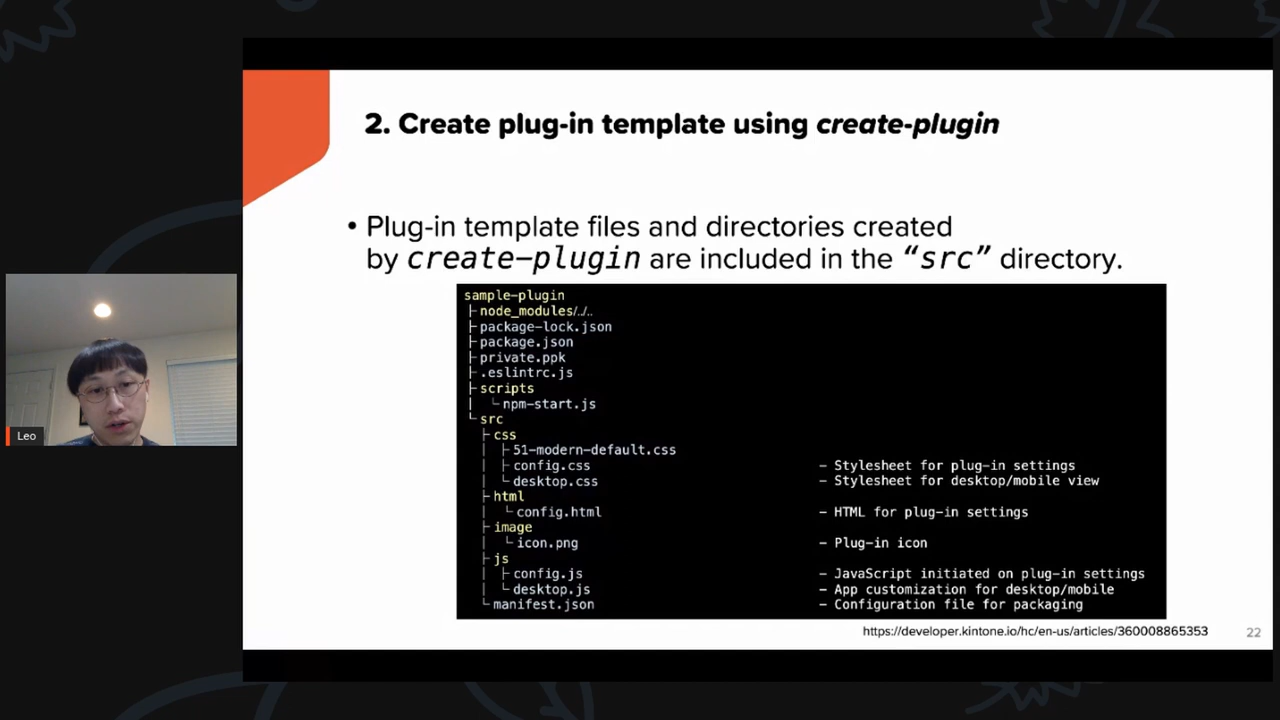 2. Create plug-in template using create-plugin
• Plug-in template files and directories created
by create-plugin are included in the “src” directory.
sample-plugin
├node_modules/../..
├package-lock.json
├package.json
├private.ppk
├.eslintrc.js
├scripts
│ └npm-start.js
└src
├css
│ ├51-modern-default.css
│ ├config.css – Stylesheet for plug-in settings
│ └desktop.css – Stylesheet for desktop/mobile view
├html
│ └config.html – HTML for plug-in settings
├image
│ └icon.png – Plug-in icon
├js
│ ├config.js – JavaScript initiated on plug-in settings
│ └desktop.js – App customization for desktop/mobile
└manifest.json – Configuration file for packaging
https://developer.kintone.io/hc/en-us/articles/360008865353
22
Leo